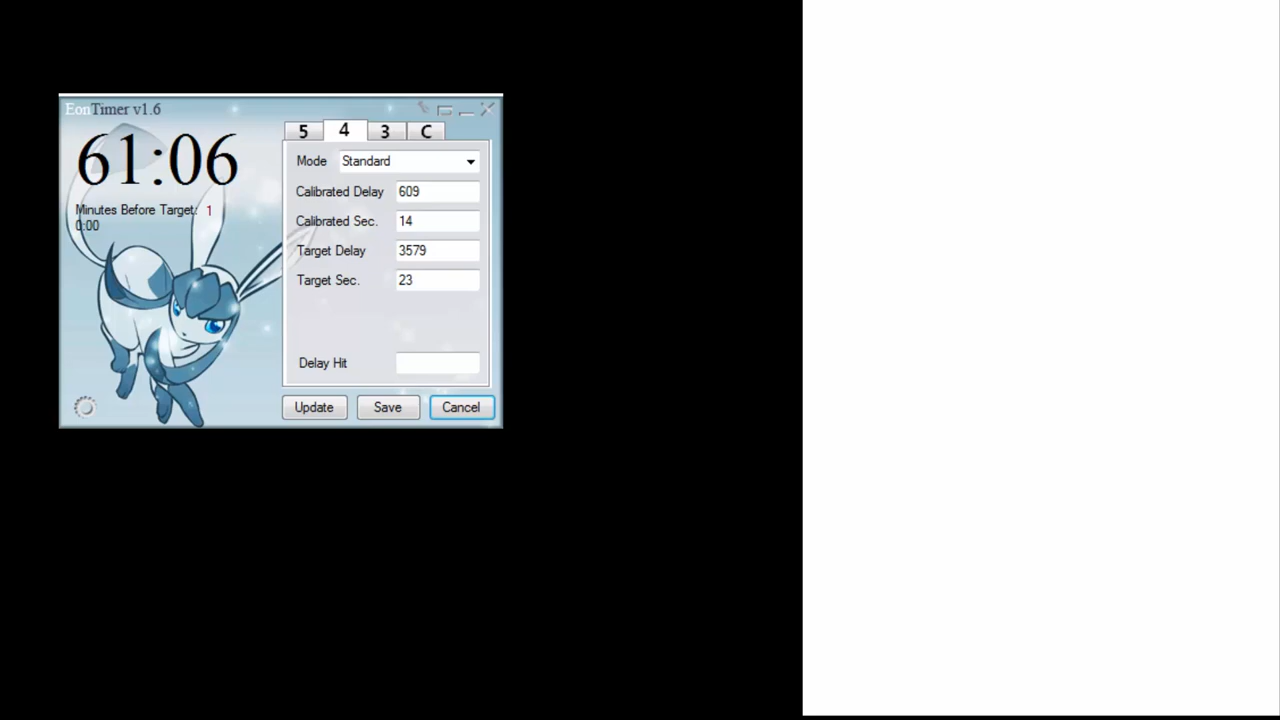 EonTimer v1.6
61:06
Minutes Before Target: 1
0:00
5 4 3 C
Mode Standard
Calibrated Delay 609
Calibrated Sec. 14
Target Delay 3579
Target Sec. 23
Delay Hit
Update Save Cancel